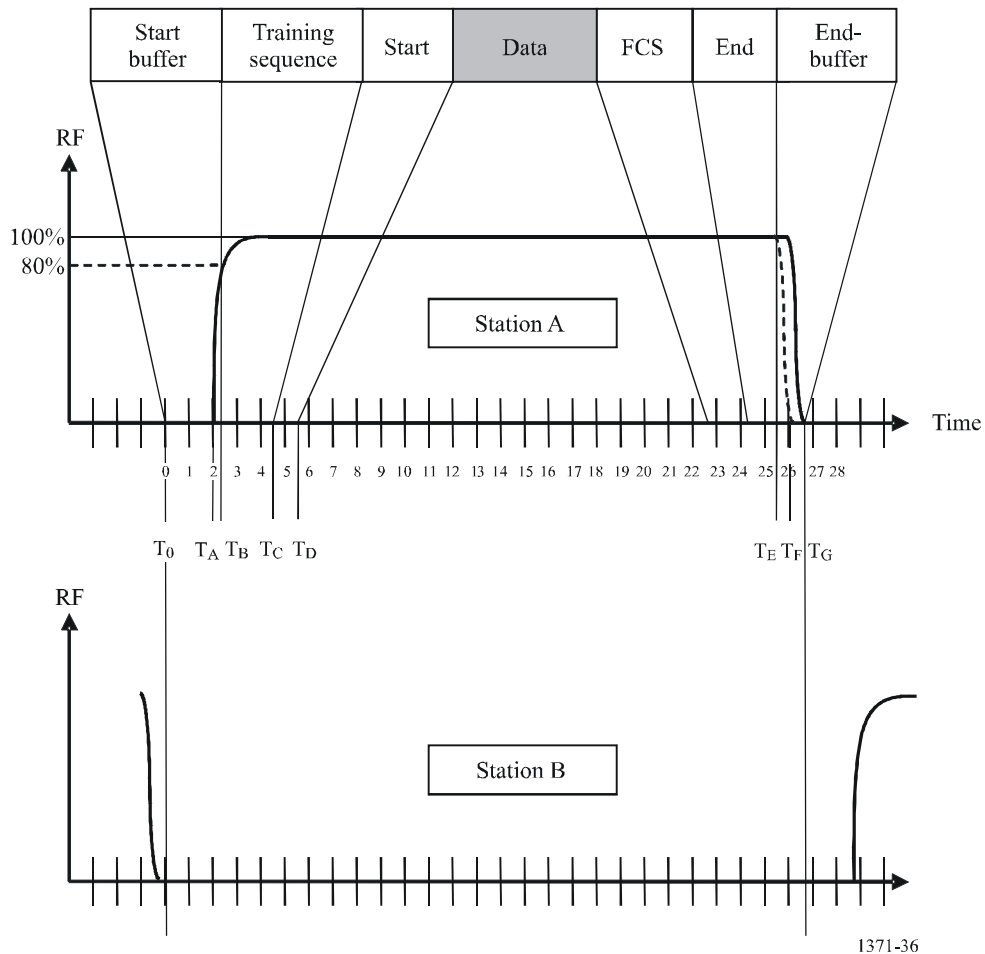 Start buffer
Training sequence
Start
Data
FCS
End
End-buffer
RF
100%
80%
Station A
Time
0 1 2 3 4 5 6 7 8 9 10 11 12 13 14 15 16 17 18 19 20 21 22 23 24 25 26 27 28
T0 TA TB TC TD TE TF TG
RF
Station B
1371-36